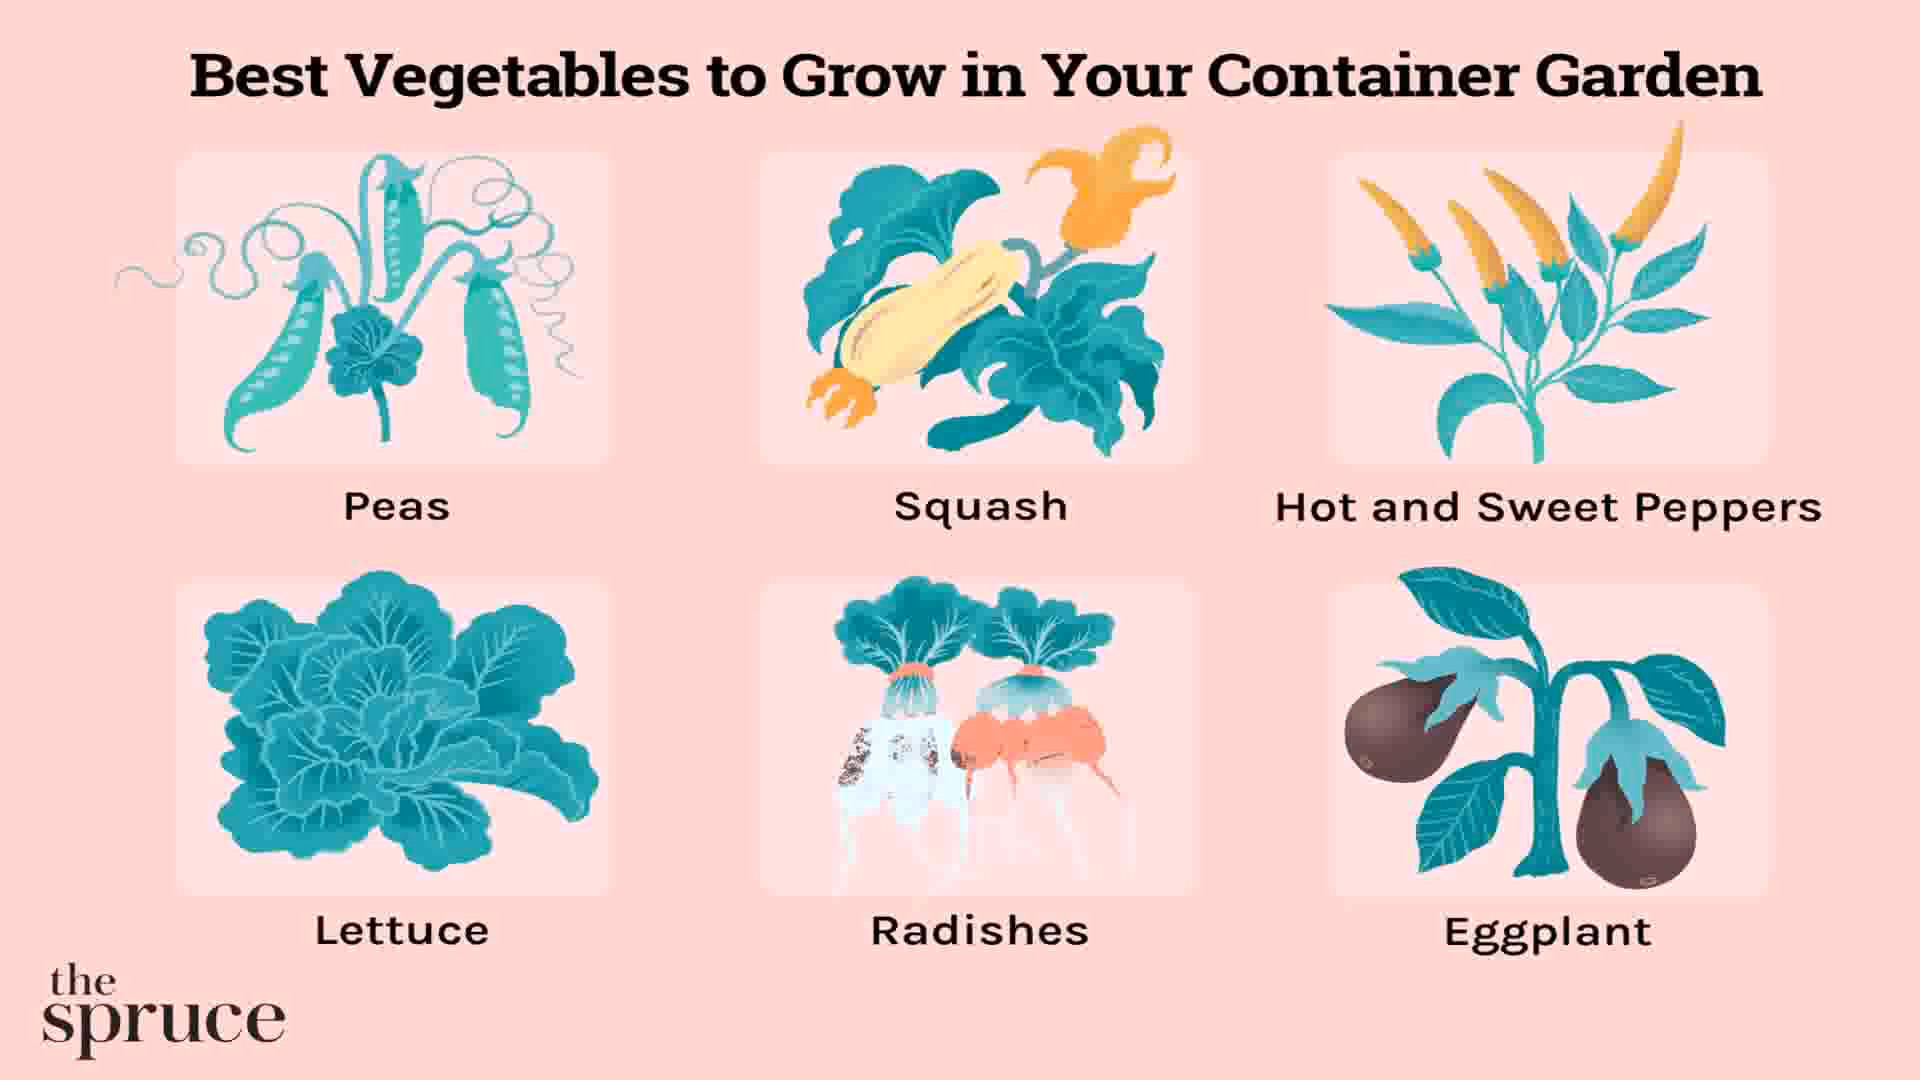 Best Vegetables to Grow in Your Container Garden
Peas
Squash
Hot and Sweet Peppers
Lettuce
Radishes
Eggplant
the
spruce